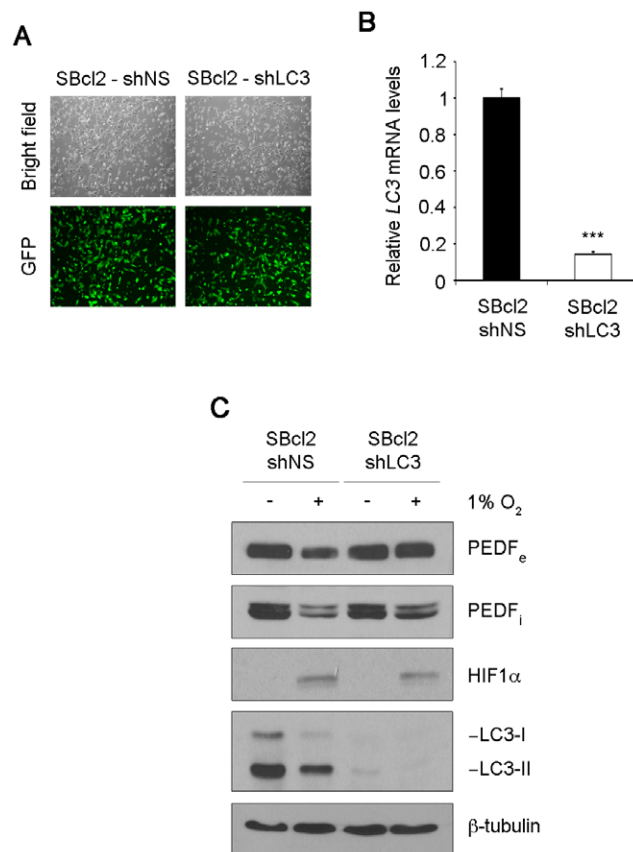 A
SBcl2 - shNS SBcl2 - shLC3
Bright field
GFP
B
Relative LC3 mRNA levels
1.2
1
0.8
0.6
0.4
0.2
0
***
SBcl2
shNS
SBcl2
shLC3
C
SBcl2
shNS
SBcl2
shLC3
- + - + 1% O₂
PEDFₑ
PEDFᵢ
HIF1α
–LC3-I
–LC3-II
β-tubulin